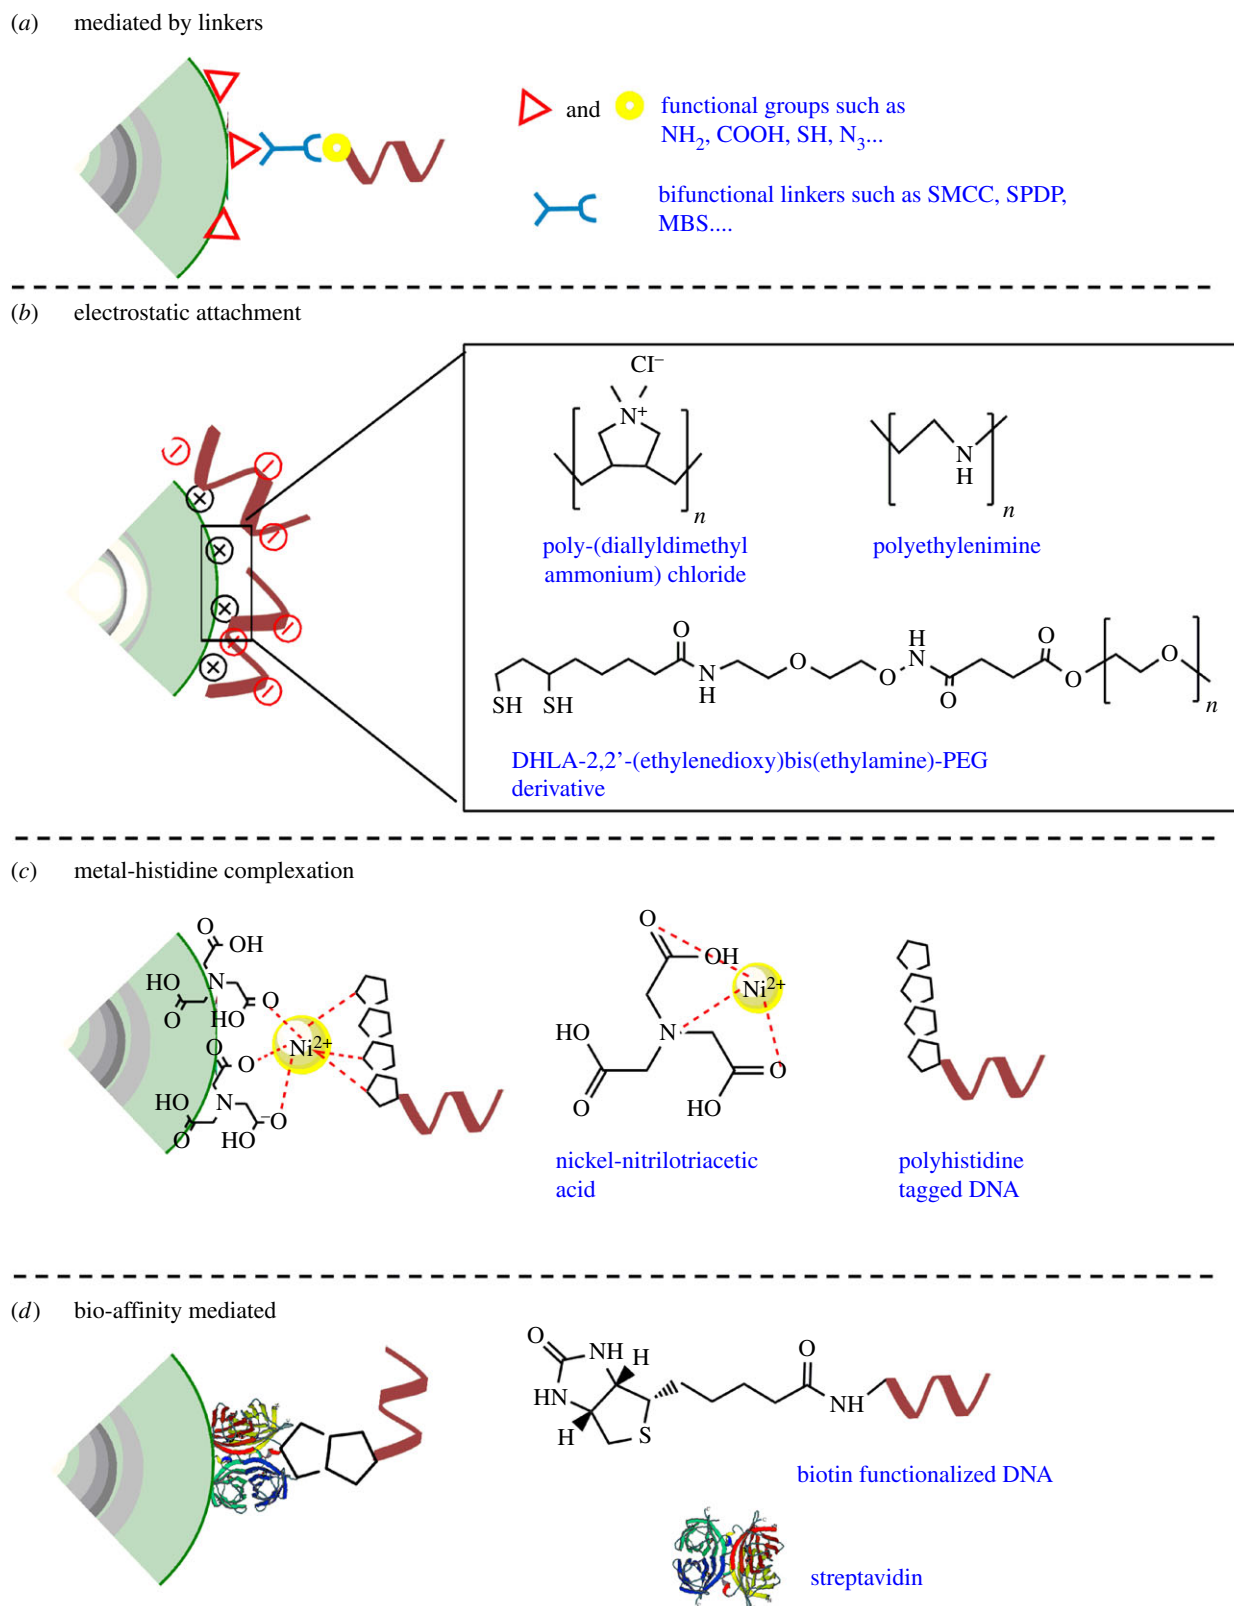 (a) mediated by linkers
and
functional groups such as
NH2, COOH, SH, N3...
bifunctional linkers such as SMCC, SPDP,
MBS....
(b) electrostatic attachment
CI–
N+
n
N
H
n
poly-(diallyldimethyl
ammonium) chloride
polyethylenimine
O
N
H
O
O
H
N
O
O
O
O
n
SH
SH
DHLA-2,2’-(ethylenedioxy)bis(ethylamine)-PEG
derivative
(c) metal-histidine complexation
O
OH
N
HO
O
O
HO
O
O
Ni2+
HO
N
O
HO
–O
O
OH
Ni2+
HO
N
O
O
HO
nickel-nitrilotriacetic
acid
polyhistidine
tagged DNA
(d) bio-affinity mediated
O
NH
H
HN
H
S
O
NH
biotin functionalized DNA
streptavidin